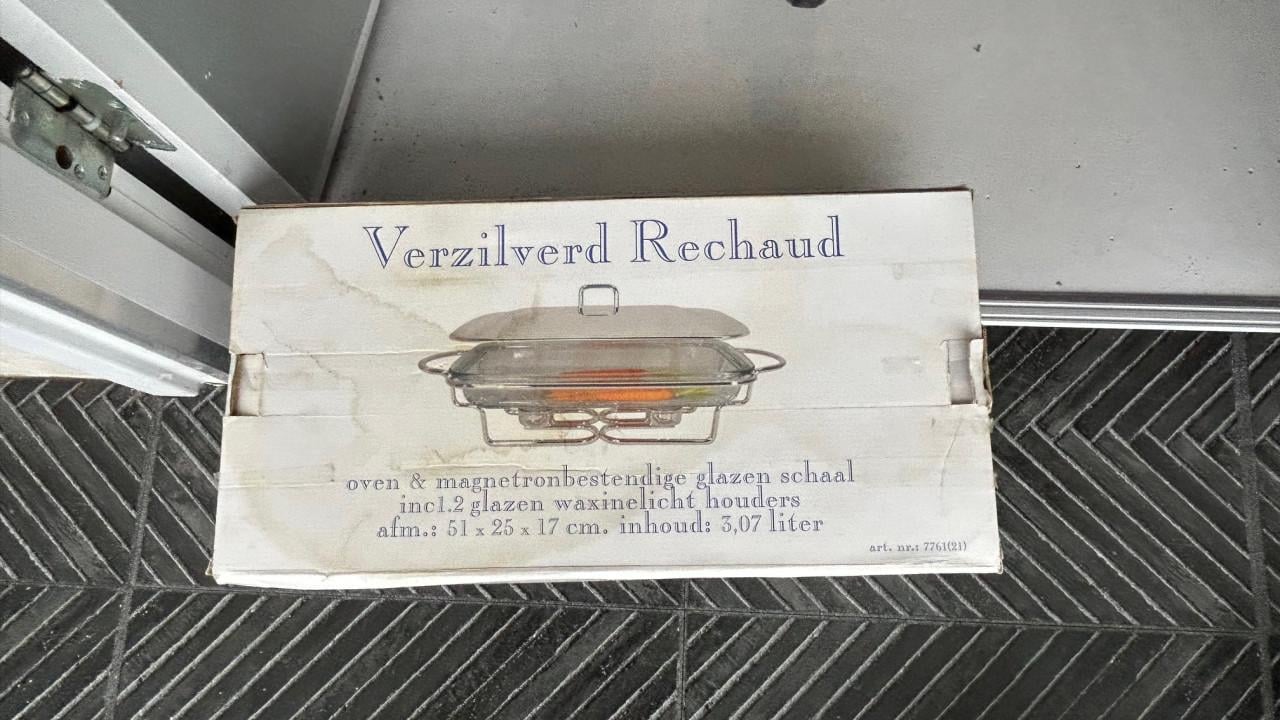 Verzilverd Rechaud
oven & magnetronbestendige glazen schaal
incl.2 glazen waxinelicht houders
afm.: 51 x 25 x 17 cm. inhoud: 3,07 liter
art. nr.: 7761(21)